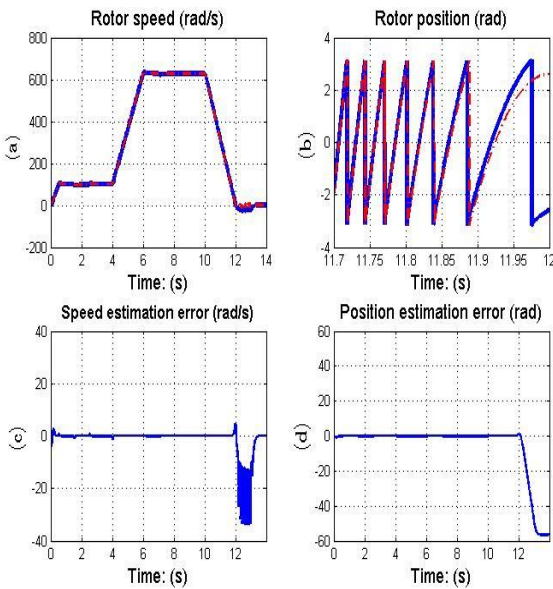 Rotor speed (rad/s)
800
600
400
200
0
-200
0 2 4 6 8 10 12 14
(a)
Time: (s)
Rotor position (rad)
4
2
0
-2
-4
11.7 11.75 11.8 11.85 11.9 11.95 12
(b)
Time: (s)
Speed estimation error (rad/s)
40
20
0
-20
-40
0 2 4 6 8 10 12
(c)
Time: (s)
Position estimation error (rad)
60
40
20
0
-20
-40
-60
0 2 4 6 8 10 12
(d)
Time: (s)